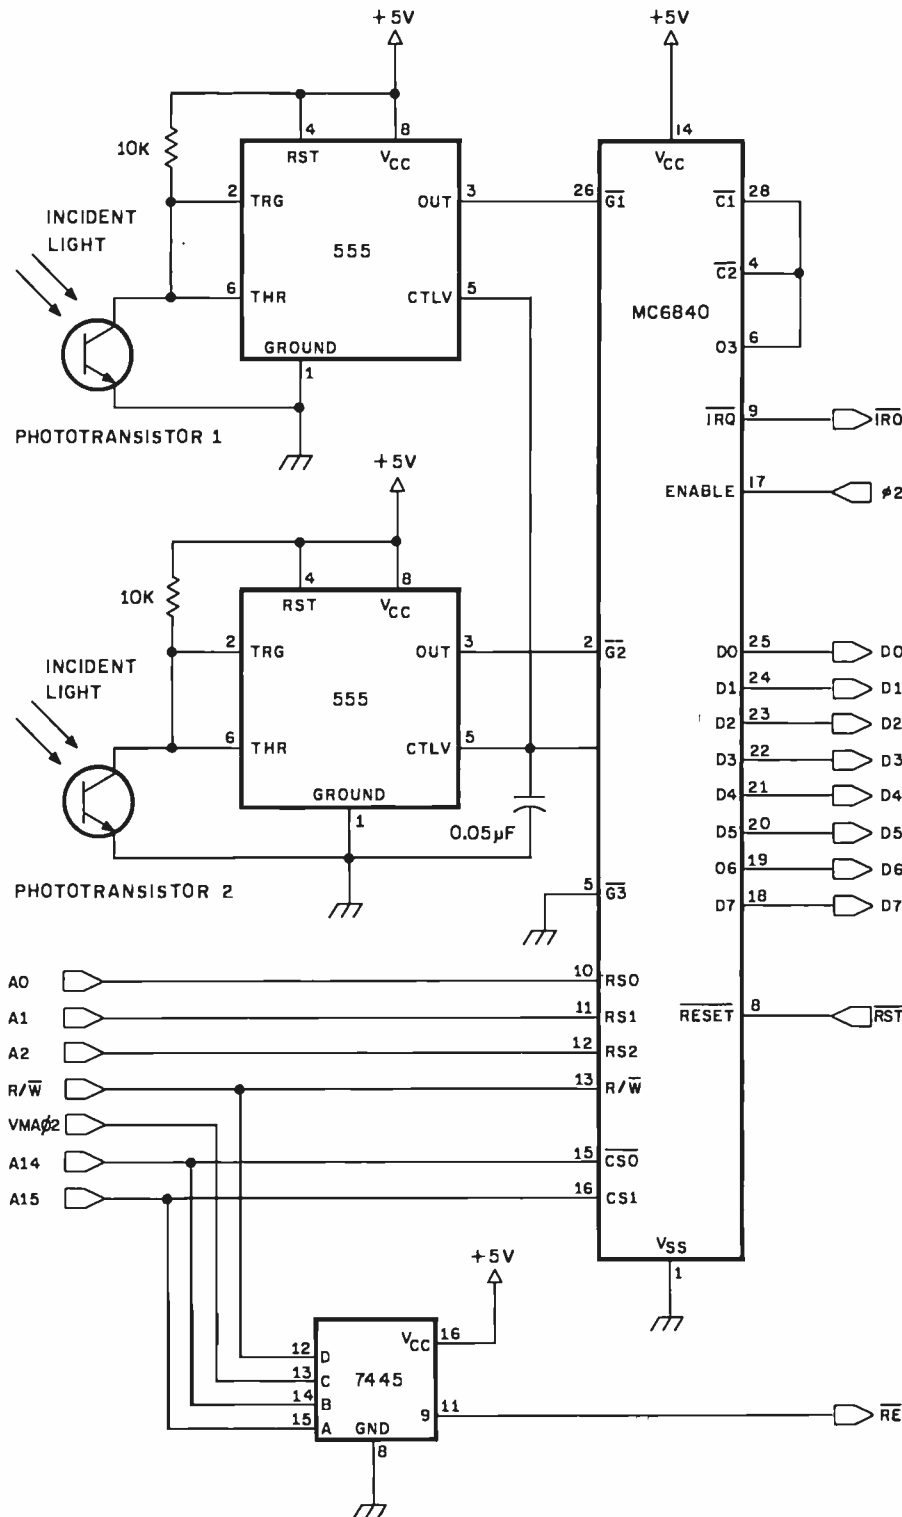 +5V
+5V
10K
4
8
14
RST
VCC
VCC
2
TRG
OUT
3
26
G1
C1
28
INCIDENT
LIGHT
555
C2
4
6
THR
CTLV
5
MC6840
O3
6
GROUND
1
IRQ
9
IRQ
PHOTOTRANSISTOR 1
+5V
ENABLE
17
ø2
10K
4
8
RST
VCC
2
TRG
OUT
3
2
G2
D0
25
D0
INCIDENT
LIGHT
D1
24
D1
555
D2
23
D2
6
THR
CTLV
5
D3
22
D3
GROUND
D4
21
D4
1
0.05µF
D5
20
D5
O6
19
D6
PHOTOTRANSISTOR 2
5
G3
D7
18
D7
A0
10
RS0
A1
11
RS1
RESET
8
RST
A2
12
RS2
R/W
13
R/W
VMAø2
A14
15
CS0
A15
16
CS1
VSS
1
+5V
VCC
16
12
D
13
C
7445
14
B
15
A
9
11
RE
GND
8